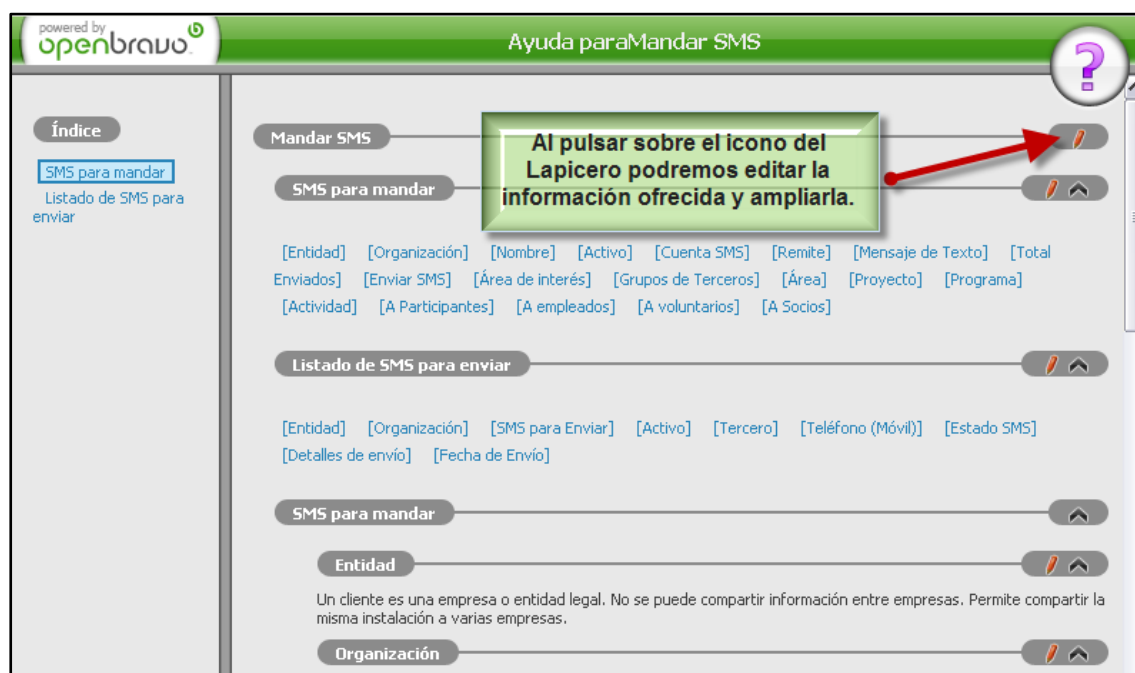 powered by
openbravo
Ayuda paraMandar SMS
?
Índice
SMS para mandar
Listado de SMS para
enviar
Mandar SMS
Al pulsar sobre el icono del
Lapicero podremos editar la
información ofrecida y ampliarla.
SMS para mandar
[Entidad] [Organización] [Nombre] [Activo] [Cuenta SMS] [Remite] [Mensaje de Texto] [Total
Enviados] [Enviar SMS] [Área de interés] [Grupos de Terceros] [Área] [Proyecto] [Programa]
[Actividad] [A Participantes] [A empleados] [A voluntarios] [A Socios]
Listado de SMS para enviar
[Entidad] [Organización] [SMS para Enviar] [Activo] [Tercero] [Teléfono (Móvil)] [Estado SMS]
[Detalles de envío] [Fecha de Envío]
SMS para mandar
Entidad
Un cliente es una empresa o entidad legal. No se puede compartir información entre empresas. Permite compartir la
misma instalación a varias empresas.
Organización